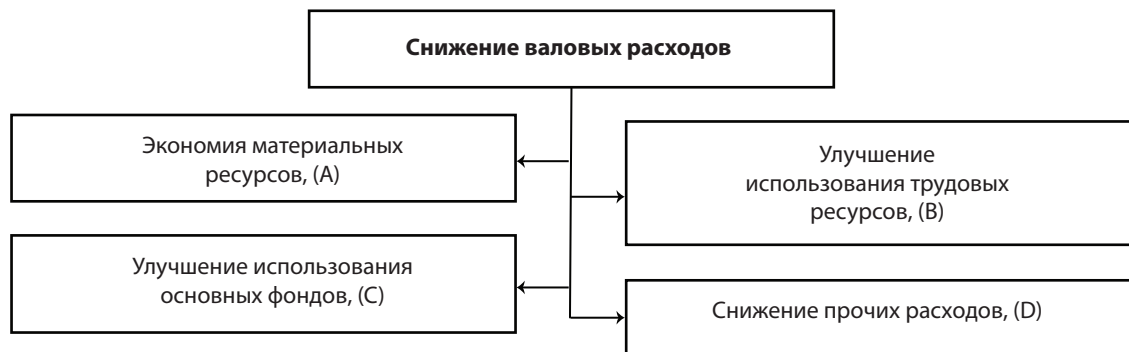 Снижение валовых расходов
Экономия материальных
ресурсов, (A)
Улучшение
использования трудовых
ресурсов, (B)
Улучшение использования
основных фондов, (C)
Снижение прочих расходов, (D)